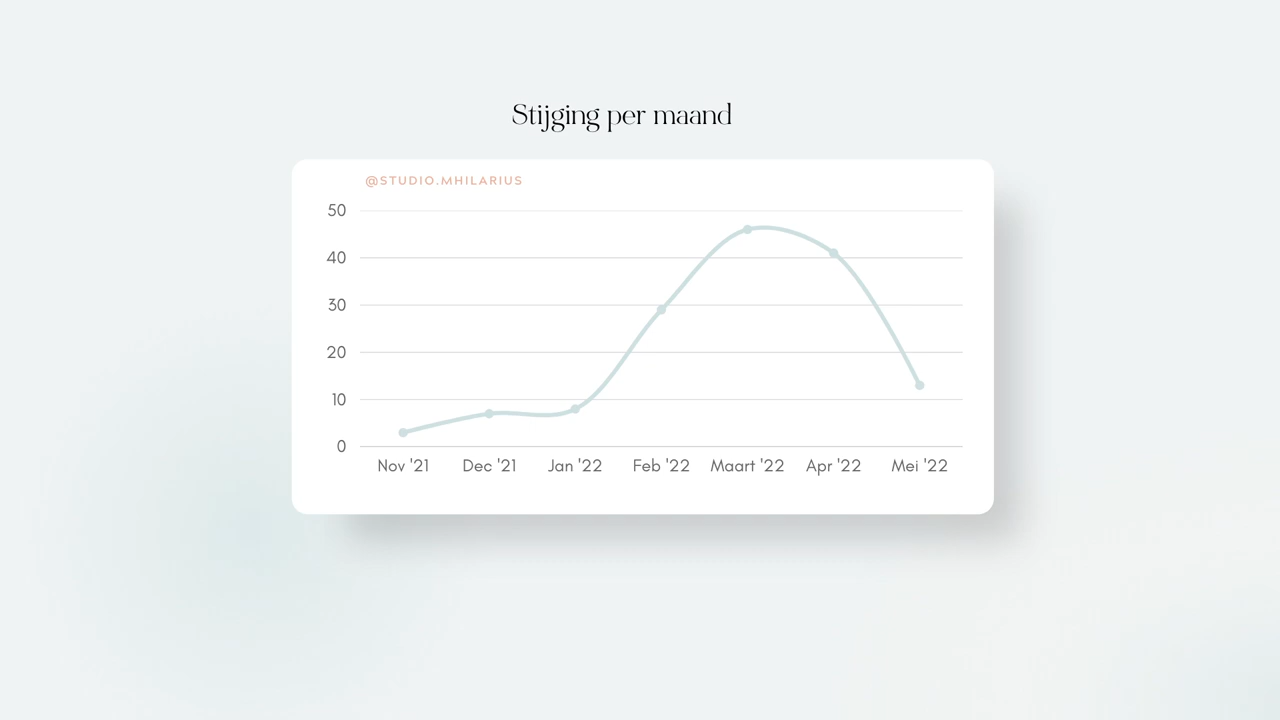 Stijging per maand
@STUDIO.MHILARIUS
50
40
30
20
10
0
Nov '21 Dec '21 Jan '22 Feb '22 Maart '22 Apr '22 Mei '22